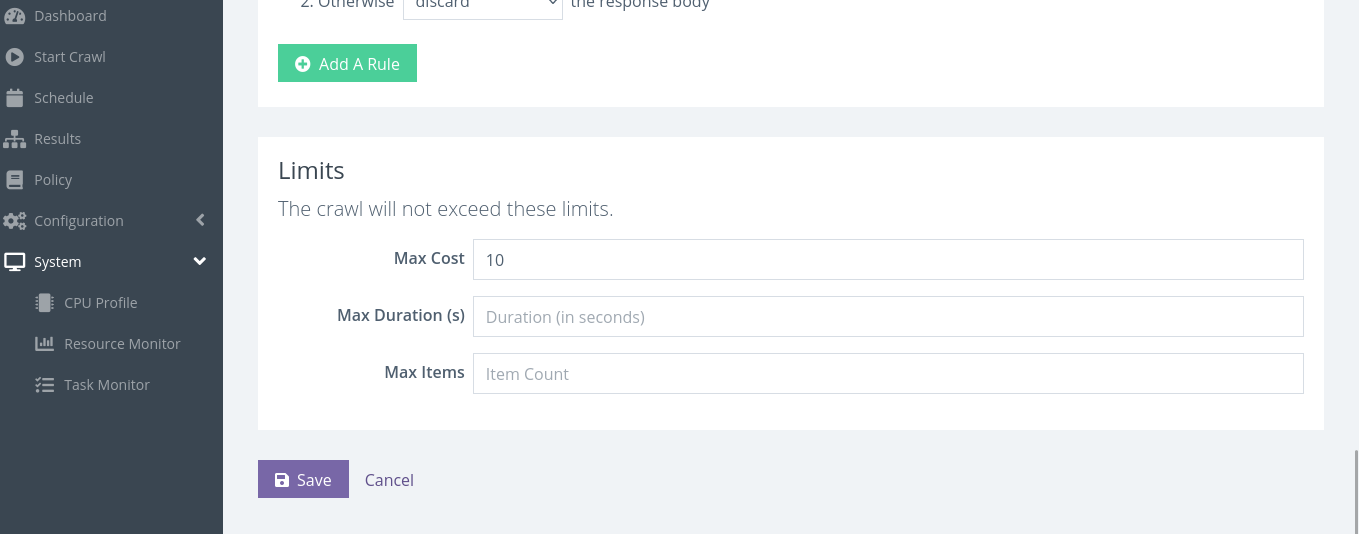 Dashboard
Start Crawl
Schedule
Results
Policy
Configuration
System
CPU Profile
Resource Monitor
Task Monitor
2. Otherwise discard the response body
Add A Rule
Limits
The crawl will not exceed these limits.
Max Cost 10
Max Duration (s) Duration (in seconds)
Max Items Item Count
Save Cancel